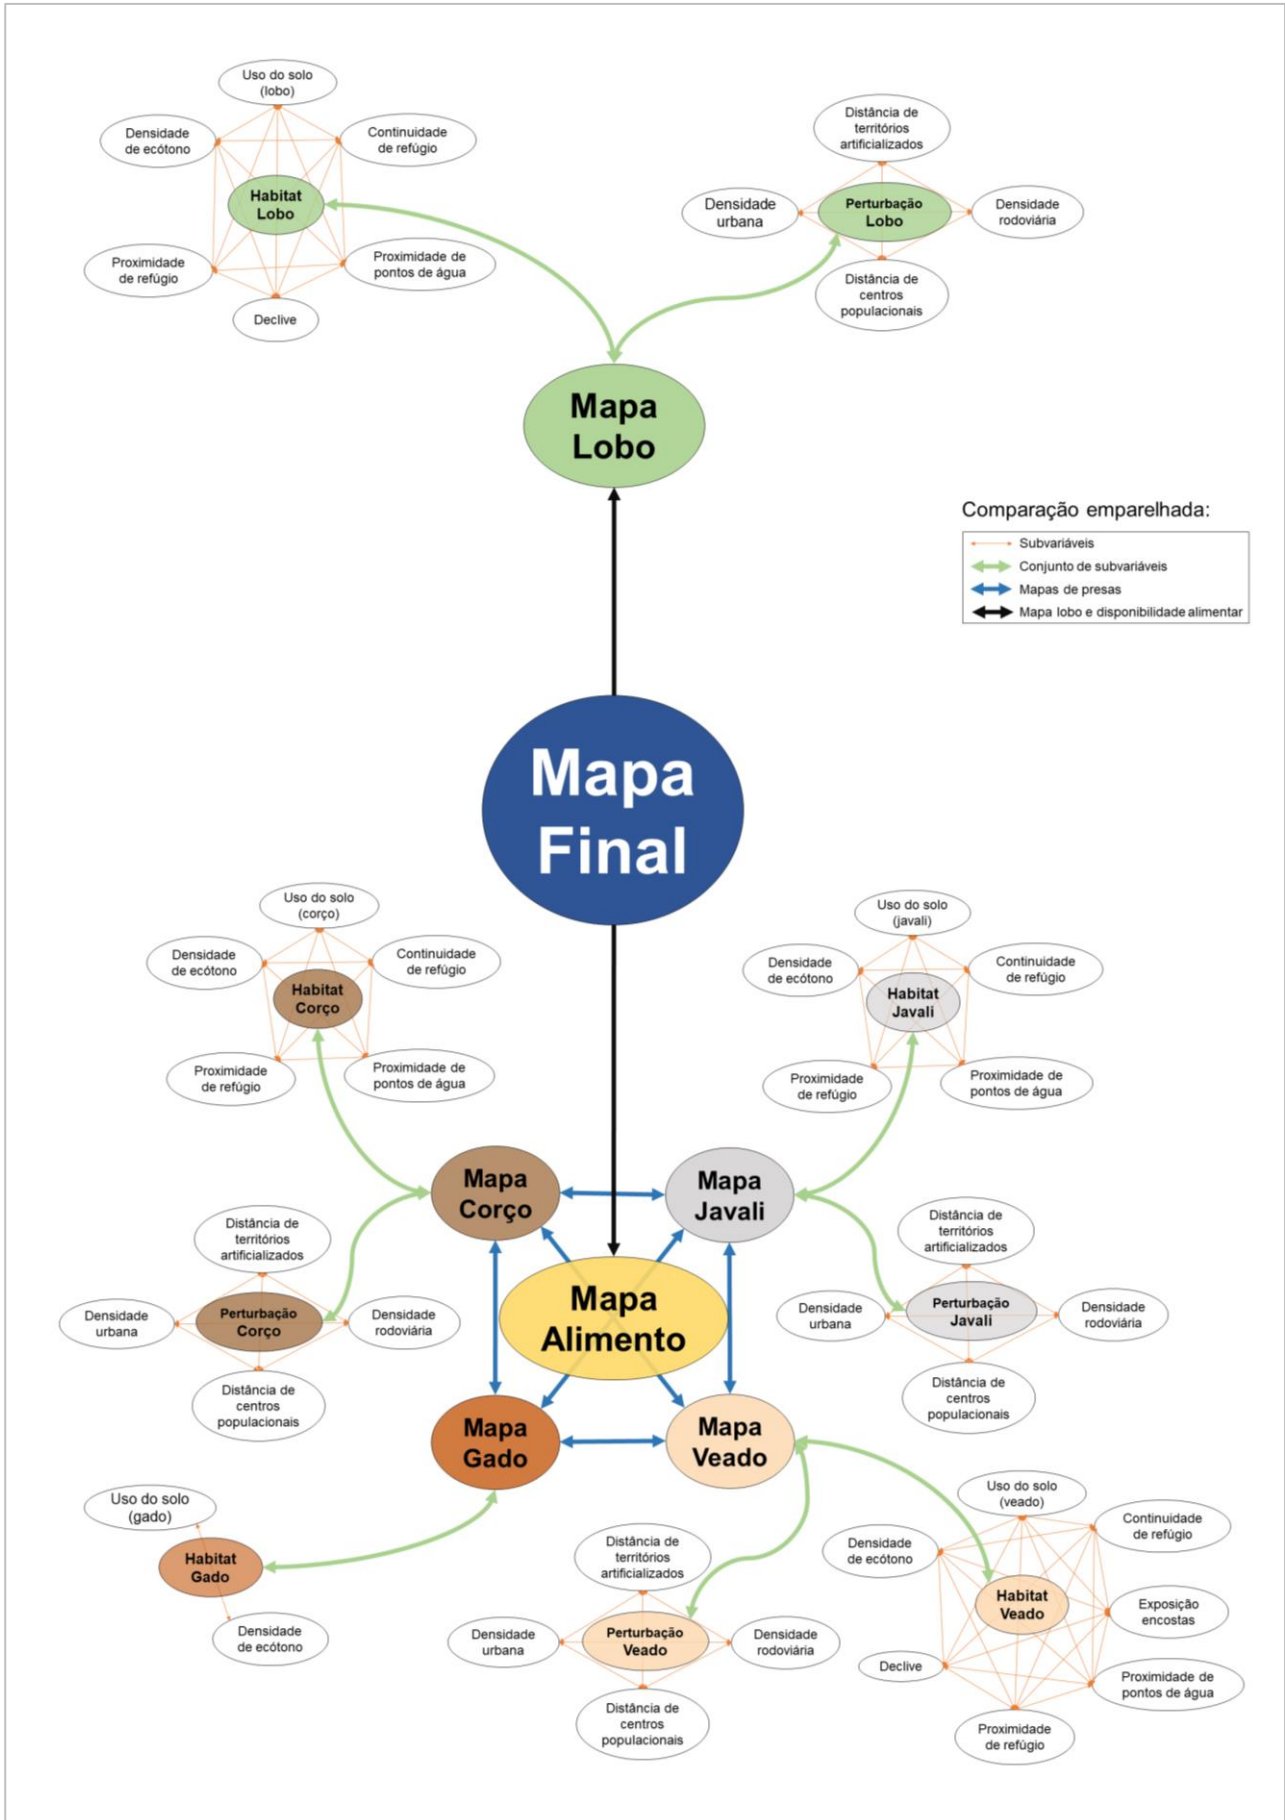 Uso do solo
(lobo)
Densidade
de ecótono
Continuidade
de refúgio
Habitat
Lobo
Proximidade
de refúgio
Proximidade de
pontos de água
Declive
Distância de
territórios
artificializados
Densidade
urbana
Perturbação
Lobo
Densidade
rodoviária
Distância de
centros
populacionais
Mapa
Lobo
Comparação emparelhada:
Subvariáveis
Conjunto de subvariáveis
Mapas de presas
Mapa lobo e disponibilidade alimentar
Mapa
Final
Uso do solo
(corço)
Densidade
de ecótono
Continuidade
de refúgio
Habitat
Corço
Proximidade
de refúgio
Proximidade de
pontos de água
Uso do solo
(javali)
Densidade
de ecótono
Continuidade
de refúgio
Habitat
Javali
Proximidade
de refúgio
Proximidade de
pontos de água
Mapa
Corço
Mapa
Javali
Distância de
territórios
artificializados
Densidade
urbana
Perturbação
Corço
Densidade
rodoviária
Distância de
centros
populacionais
Mapa
Alimento
Distância de
territórios
artificializados
Densidade
urbana
Perturbação
Javali
Densidade
rodoviária
Distância de
centros
populacionais
Mapa
Gado
Mapa
Veado
Uso do solo
(gado)
Habitat
Gado
Densidade
de ecótono
Distância de
territórios
artificializados
Densidade
urbana
Perturbação
Veado
Densidade
rodoviária
Distância de
centros
populacionais
Uso do solo
(veado)
Continuidade
de refúgio
Densidade
de ecótono
Habitat
Veado
Exposição
encostas
Declive
Proximidade de
pontos de água
Proximidade
de refúgio